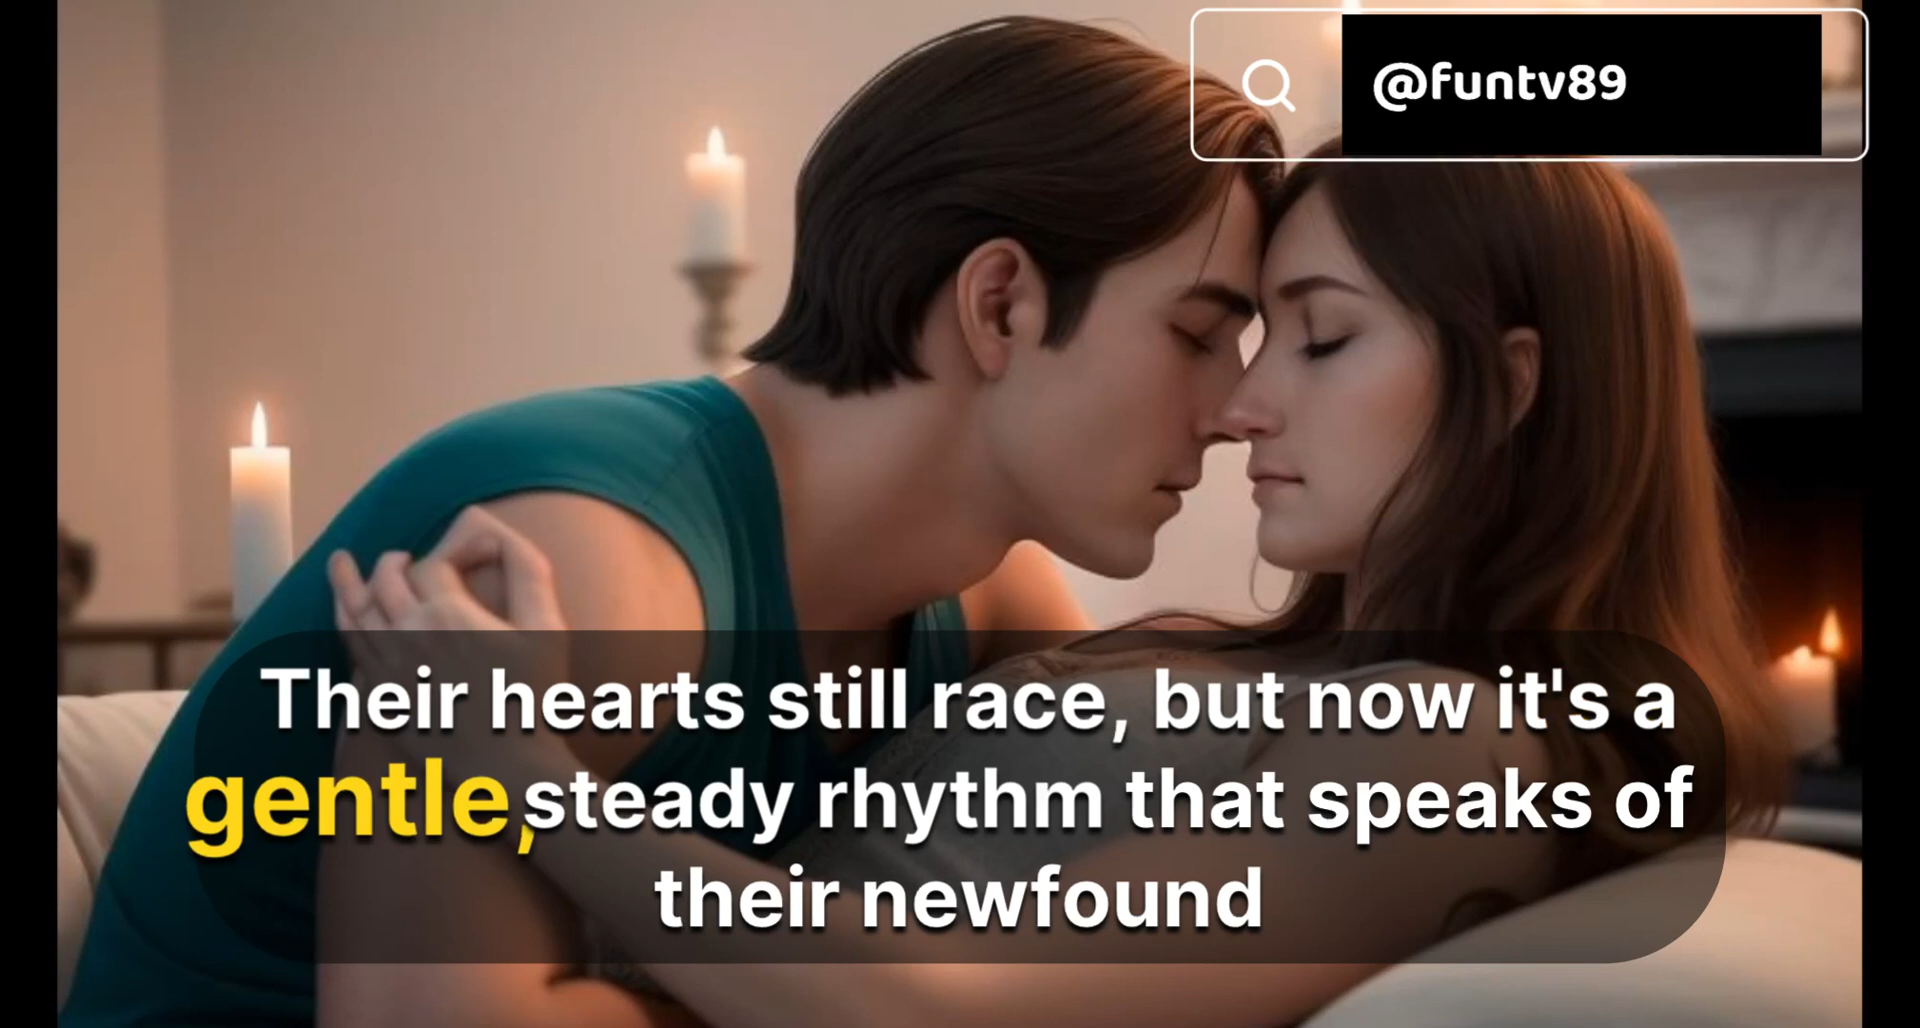 @funtv89
Their hearts still race, but now it's a
gentle, steady rhythm that speaks of
their newfound